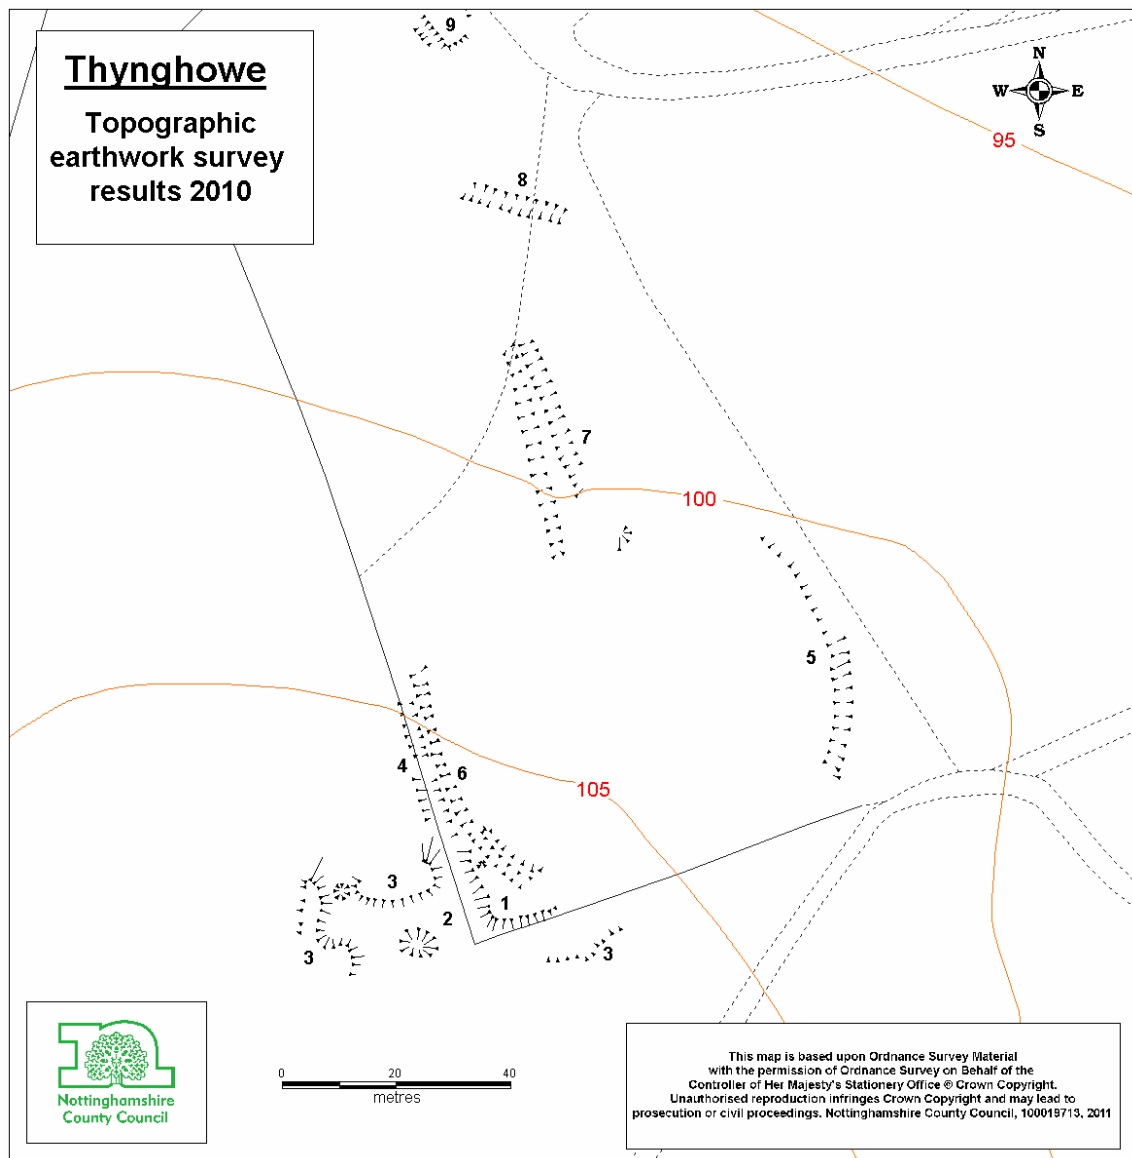 Thynghowe
Topographic
earthwork survey
results 2010
9
N
W E
S
95
8
7
100
5
4
6
105
3
1
2
3
3
0 20 40
metres
Nottinghamshire
County Council
This map is based upon Ordnance Survey Material
with the permission of Ordnance Survey on Behalf of the
Controller of Her Majesty's Stationery Office © Crown Copyright.
Unauthorised reproduction infringes Crown Copyright and may lead to
prosecution or civil proceedings. Nottinghamshire County Council, 100019713, 2011